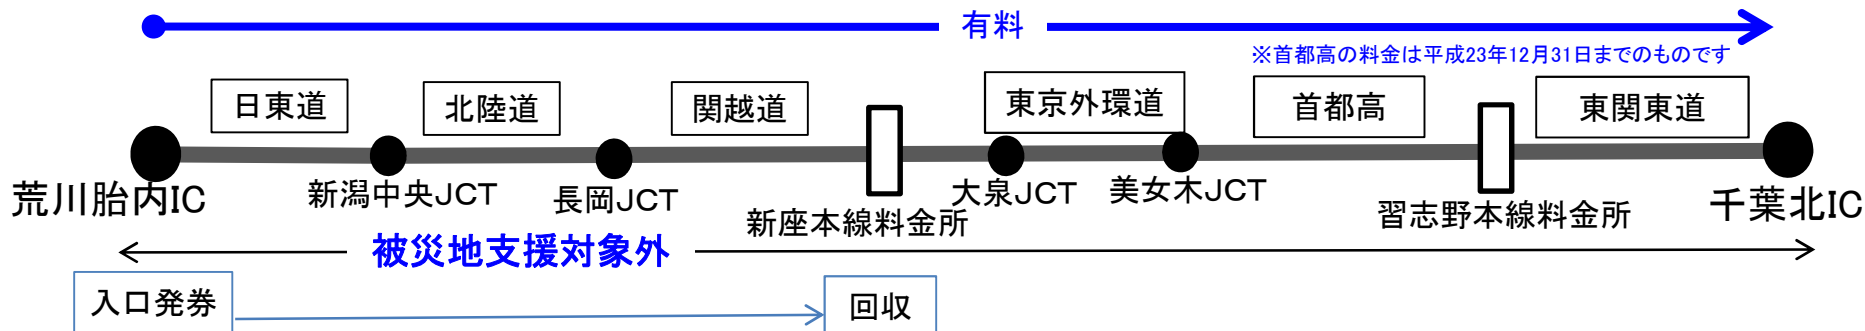 有料
※首都高の料金は平成23年12月31日までのものです
日東道
北陸道
関越道
東京外環道
首都高
東関東道
荒川胎内IC
新潟中央JCT
長岡JCT
新座本線料金所
大泉JCT
美女木JCT
習志野本線料金所
千葉北IC
被災地支援対象外
入口発券
回収